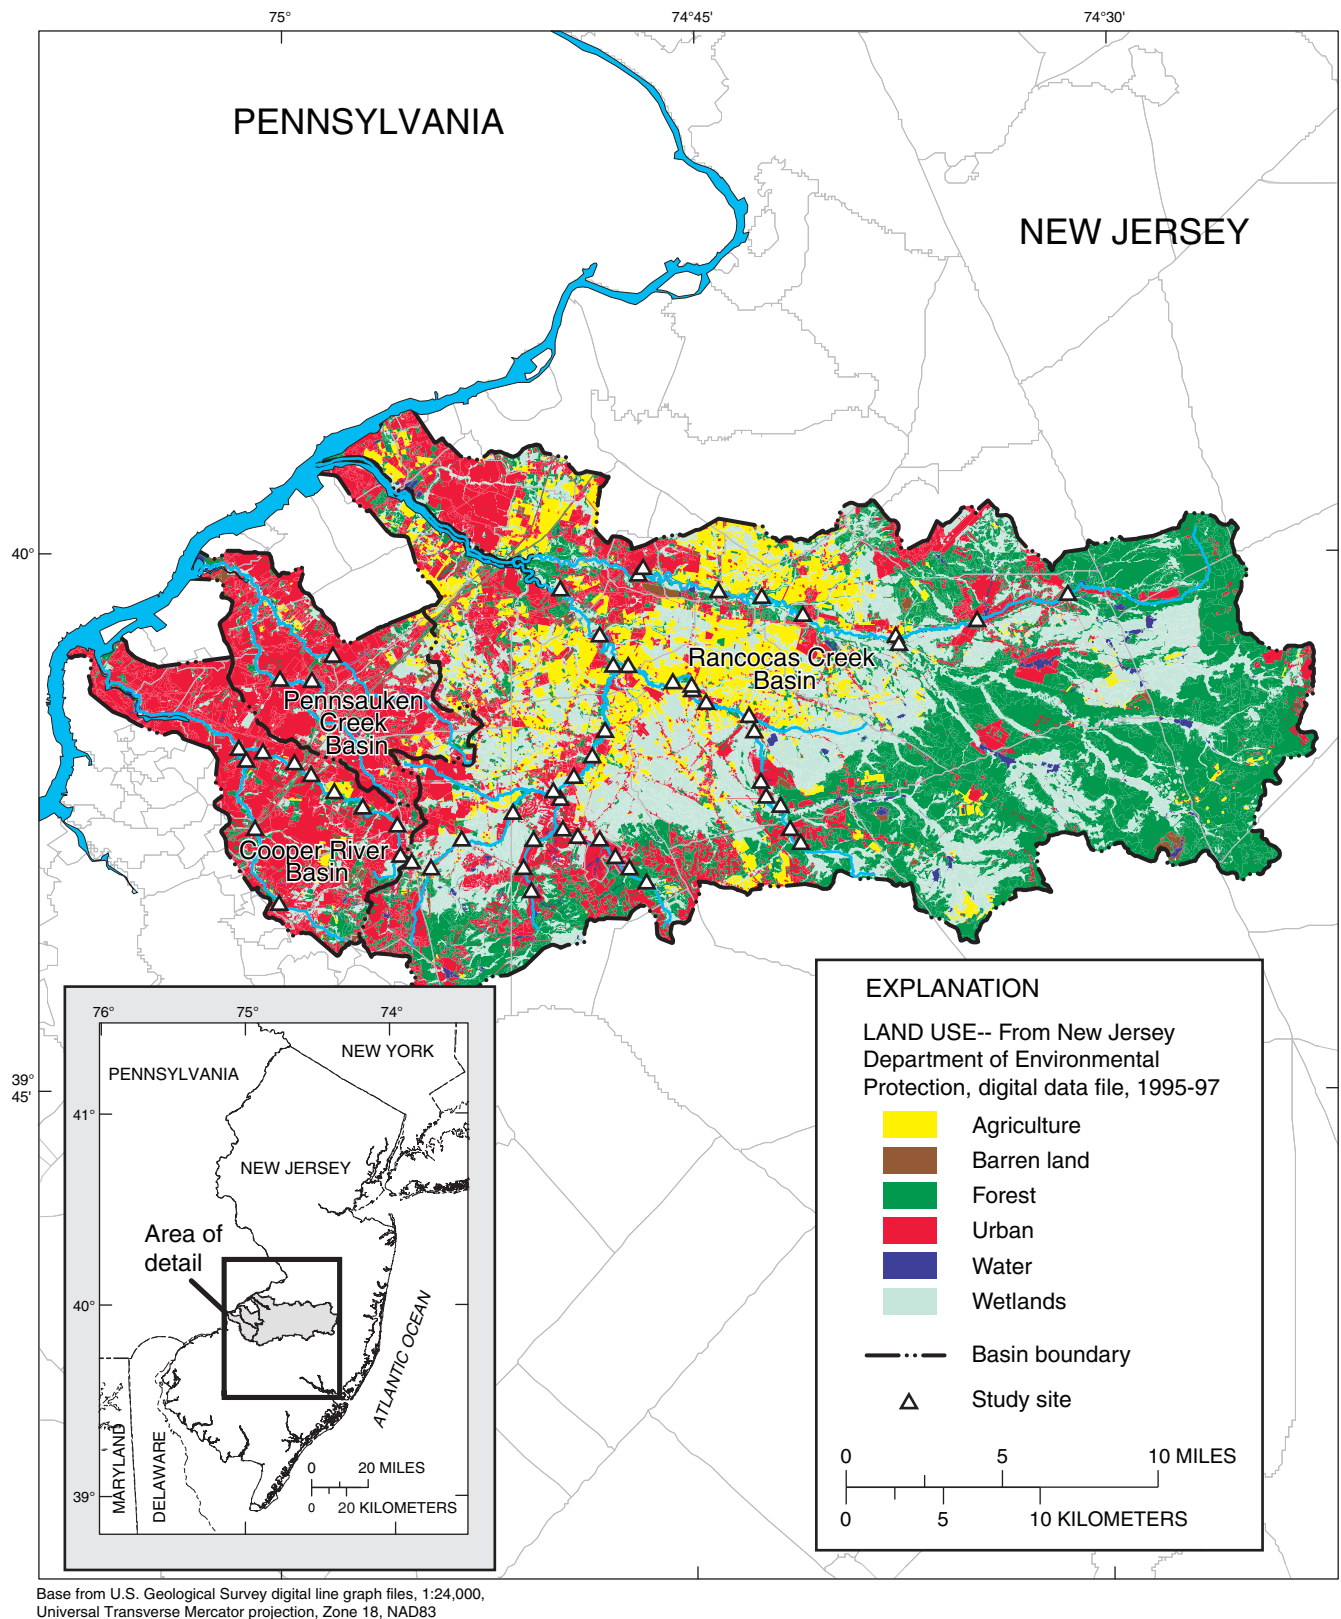 75°
74°45'
74°30'
PENNSYLVANIA
NEW JERSEY
40°
Rancocas Creek
Basin
Pennsauken
Creek
Basin
Cooper River
Basin
39°
45'
EXPLANATION
LAND USE-- From New Jersey
Department of Environmental
Protection, digital data file, 1995-97
Agriculture
Barren land
Forest
Urban
Water
Wetlands
Basin boundary
Study site
0 5 10 MILES
0 5 10 KILOMETERS
76° 75° 74°
NEW YORK
PENNSYLVANIA
41°
NEW JERSEY
Area of
detail
40°
ATLANTIC OCEAN
MARYLAND
DELAWARE
39°
0 20 MILES
0 20 KILOMETERS
Base from U.S. Geological Survey digital line graph files, 1:24,000,
Universal Transverse Mercator projection, Zone 18, NAD83